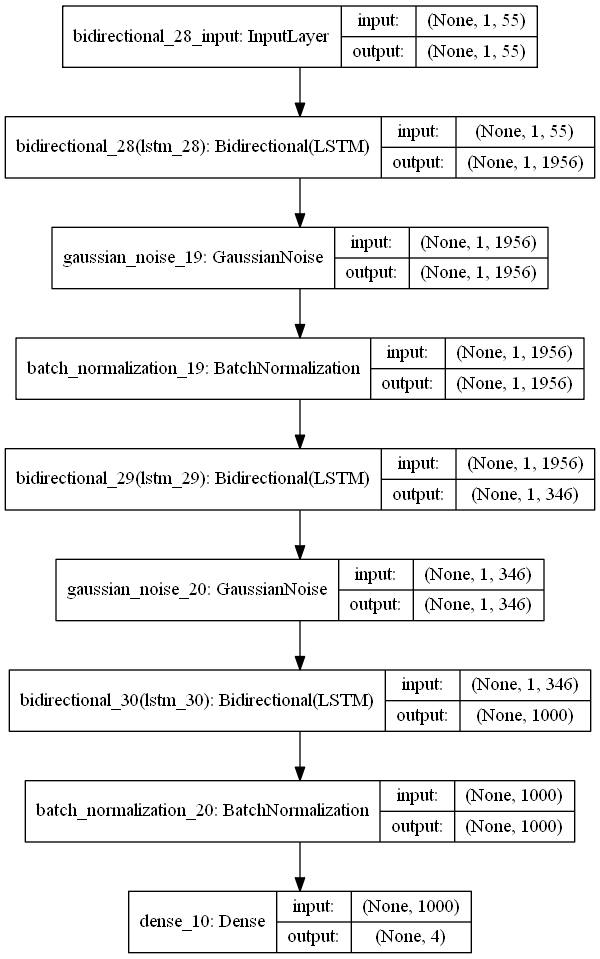 bidirectional_28_input: InputLayer
input: (None, 1, 55)
output: (None, 1, 55)
bidirectional_28(lstm_28): Bidirectional(LSTM)
input: (None, 1, 55)
output: (None, 1, 1956)
gaussian_noise_19: GaussianNoise
input: (None, 1, 1956)
output: (None, 1, 1956)
batch_normalization_19: BatchNormalization
input: (None, 1, 1956)
output: (None, 1, 1956)
bidirectional_29(lstm_29): Bidirectional(LSTM)
input: (None, 1, 1956)
output: (None, 1, 346)
gaussian_noise_20: GaussianNoise
input: (None, 1, 346)
output: (None, 1, 346)
bidirectional_30(lstm_30): Bidirectional(LSTM)
input: (None, 1, 346)
output: (None, 1000)
batch_normalization_20: BatchNormalization
input: (None, 1000)
output: (None, 1000)
dense_10: Dense
input: (None, 1000)
output: (None, 4)